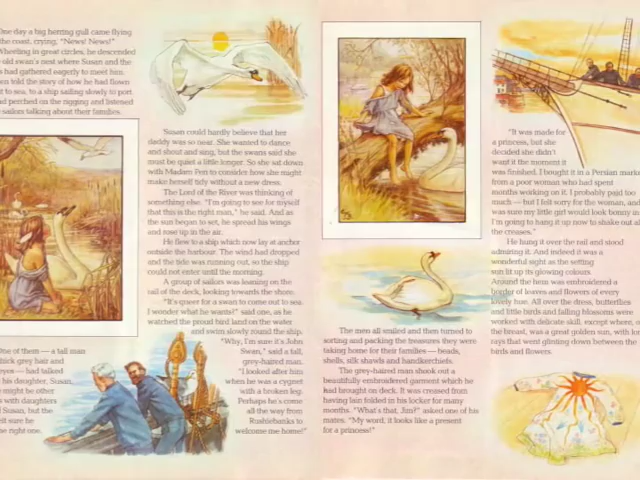 One day a big herring gull came flying
the coast, crying, "News! News!"
Wheeling in great circles, he descended
old swan's nest where Susan and the
had gathered eagerly to meet him.
told the story of how he had flown
to sea, to a ship sailing slowly to port
perched on the rigging and listened
sailors talking about their families.
One of them — a tall man
thick grey hair and
eyes — had talked
his daughter, Susan.
might be other
with daughters
Susan, but the
sure he
right one.
Susan could hardly believe that her
daddy was so near. She wanted to dance
and shout and sing, but the swans said she
must be quiet a little longer. So she sat down
with Madam Pen to consider how she might
make herself tidy without a new dress.
The Lord of the River was thinking of
something else. "I'm going to see for myself
that this is the right man," he said. And as
the sun began to set, he spread his wings
and rose up in the air.
He flew to a ship which now lay at anchor
outside the harbour. The wind had dropped
and the tide was running out, so the ship
could not enter until the morning.
A group of sailors was leaning on the
rail of the deck, looking towards the shore.
"It's queer for a swan to come out to sea.
I wonder what he wants?" said one, as he
watched the proud bird land on the water
and swim slowly round the ship.
"Why, I'm sure it's John
Swan," said a tall,
grey-haired man.
"I looked after him
when he was a cygnet
with a broken leg.
Perhaps he's come
all the way from
Rushiebanks to
welcome me home!"
The men all smiled and then turned to
sorting and packing the treasures they were
taking home for their families — beads,
shells, silk shawls and handkerchiefs.
The grey-haired man shook out a
beautifully embroidered garment which he
had brought on deck. It was creased from
having lain folded in his locker for many
months. "What's that, Jim?" asked one of his
mates. "My word, it looks like a present
for a princess!"
"It was made for
a princess, but she
decided she didn't
want it the moment it
was finished. I bought it in a Persian market
from a poor woman who had spent
months working on it. I probably paid too
much — but I felt sorry for the woman, and
was sure my little girl would look bonny in
I'm going to hang it up now to shake out all
the creases."
He hung it over the rail and stood
admiring it. And indeed it was a
wonderful sight as the setting
sun lit up its glowing colours.
Around the hem was embroidered a
border of leaves and flowers of every
lovely hue. All over the dress, butterflies
and little birds and falling blossoms were
worked with delicate skill, except where, on
the breast, was a great golden sun, with long
rays that went glinting down between the
birds and flowers.